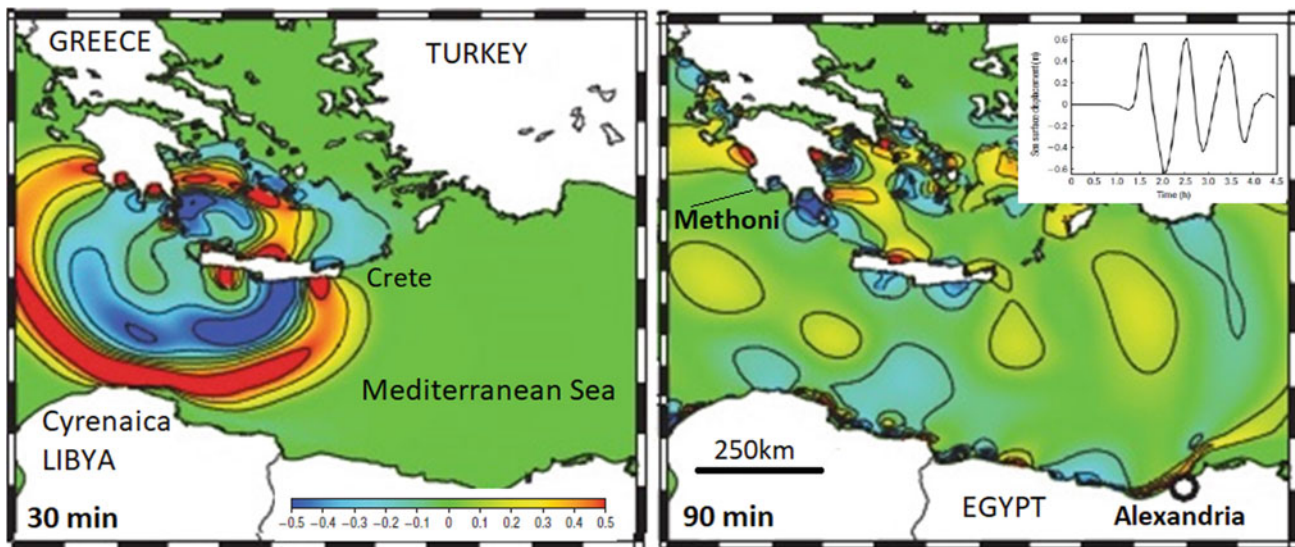 GREECE
TURKEY
Crete
Mediterranean Sea
Cyrenaica
LIBYA
30 min
−0.5 −0.4 −0.3 −0.2 −0.1 0 0.1 0.2 0.3 0.4 0.5
Methoni
250km
90 min
EGYPT
Alexandria
Sea surface displacement (m)
0.6
0.4
0.2
0
−0.2
−0.4
−0.6
0 0.5 1.0 1.5 2.0 2.5 3.0 3.5 4.0 4.5
Time (h)